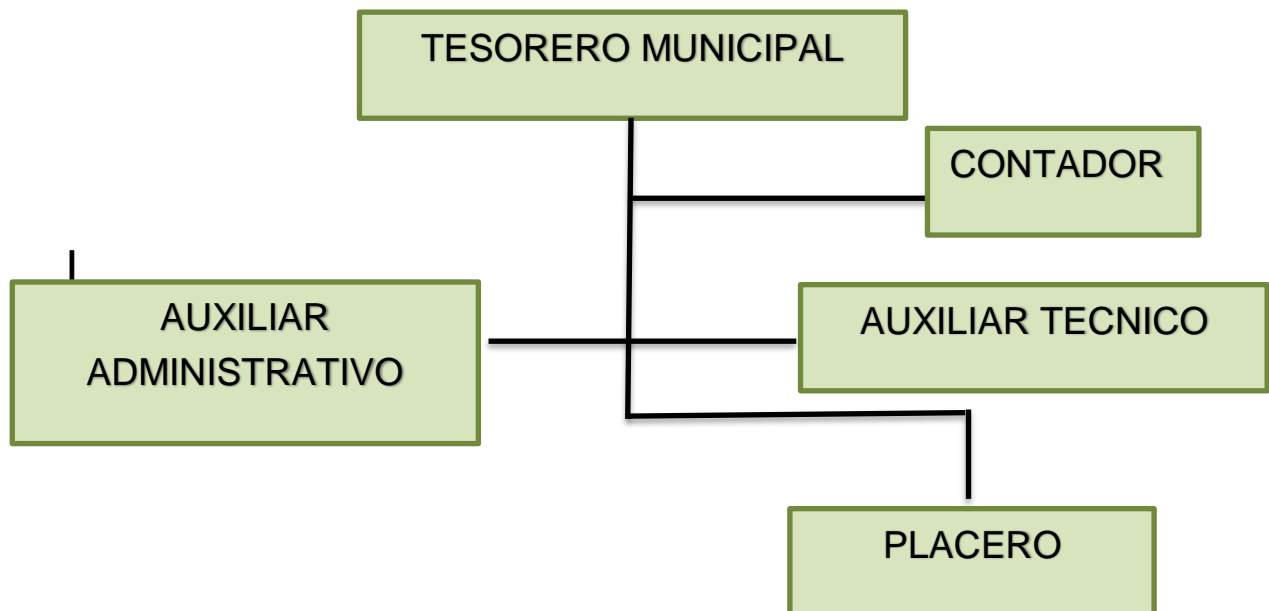 TESORERO MUNICIPAL
CONTADOR
AUXILIAR
ADMINISTRATIVO
AUXILIAR TECNICO
PLACERO